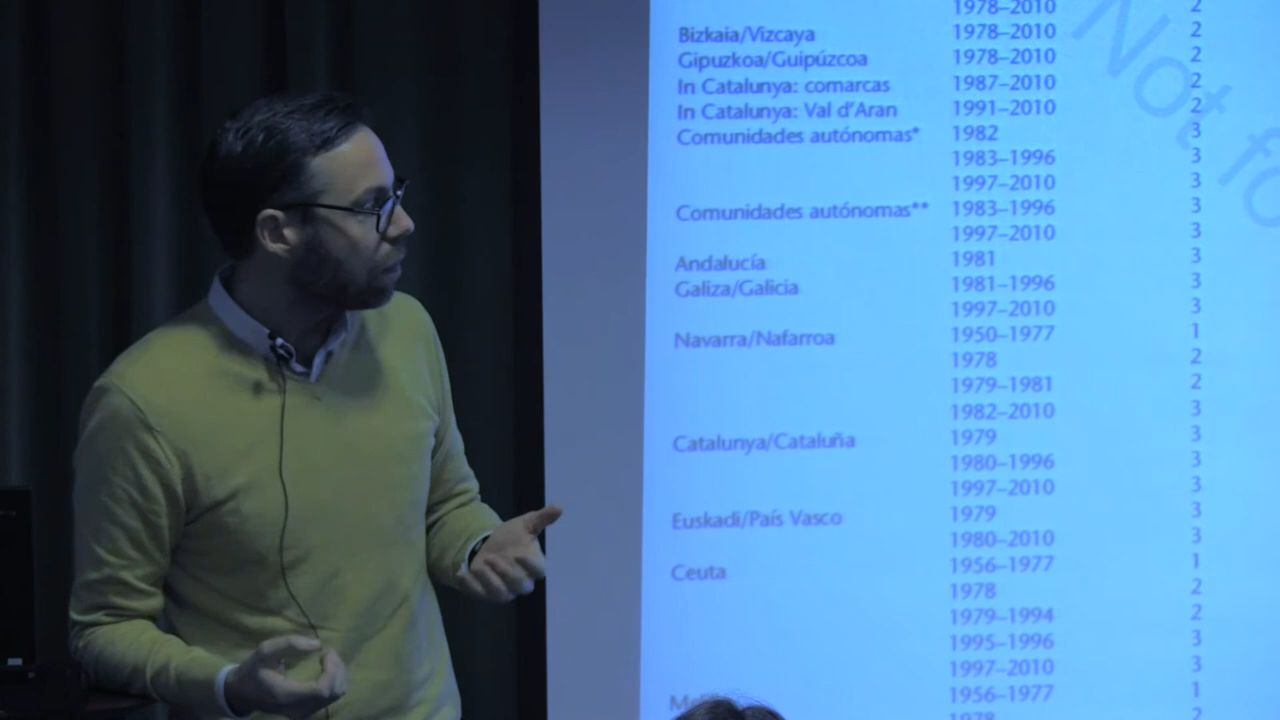 1978–2010 2
Bizkaia/Vizcaya 1978–2010 2
Gipuzkoa/Guipúzcoa 1978–2010 2
In Catalunya: comarcas 1987–2010 2
In Catalunya: Val d’Aran 1991–2010 2
Comunidades autónomas* 1982 3
1983–1996 3
1997–2010 3
Comunidades autónomas** 1983–1996 3
1997–2010 3
Andalucía 1981 3
Galiza/Galicia 1981–1996 3
1997–2010 3
Navarra/Nafarroa 1950–1977 1
1978 2
1979–1981 2
1982–2010 3
Catalunya/Cataluña 1979 3
1980–1996 3
1997–2010 3
Euskadi/País Vasco 1979 3
1980–2010 3
Ceuta 1956–1977 1
1978 2
1979–1994 2
1995–1996 3
1997–2010 3
1956–1977 1
1978 2
Not